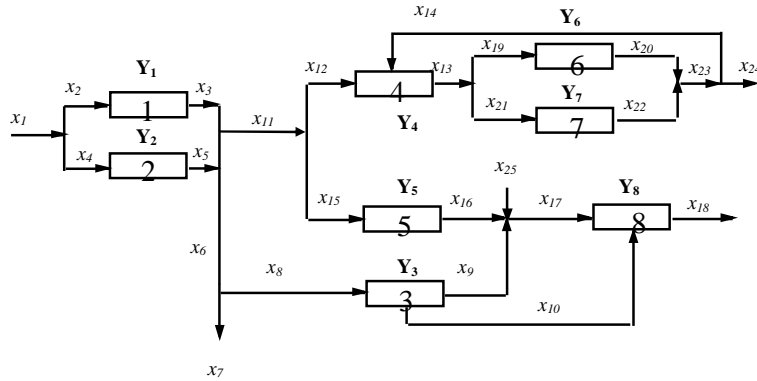 x14 Y6
Y1 x19 x20
x2 x3 x12 x13 6 x23 x24
1 4 Y7
x1 Y2 x11 x21 x22
x4 x5 Y4 7
2
x25
Y5 Y8
x15 x16 x17 x18
5 8
x6 Y3
x8 x9
3 x10
x7